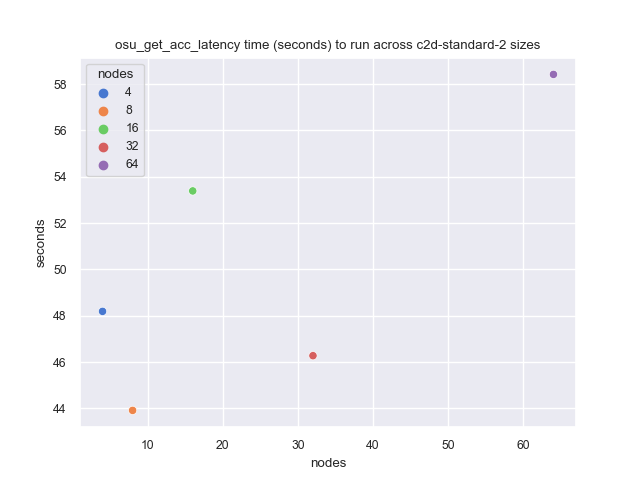 osu_get_acc_latency time (seconds) to run across c2d-standard-2 sizes
nodes
4
8
16
32
64
58
56
54
52
50
48
46
44
seconds
10 20 30 40 50 60
nodes